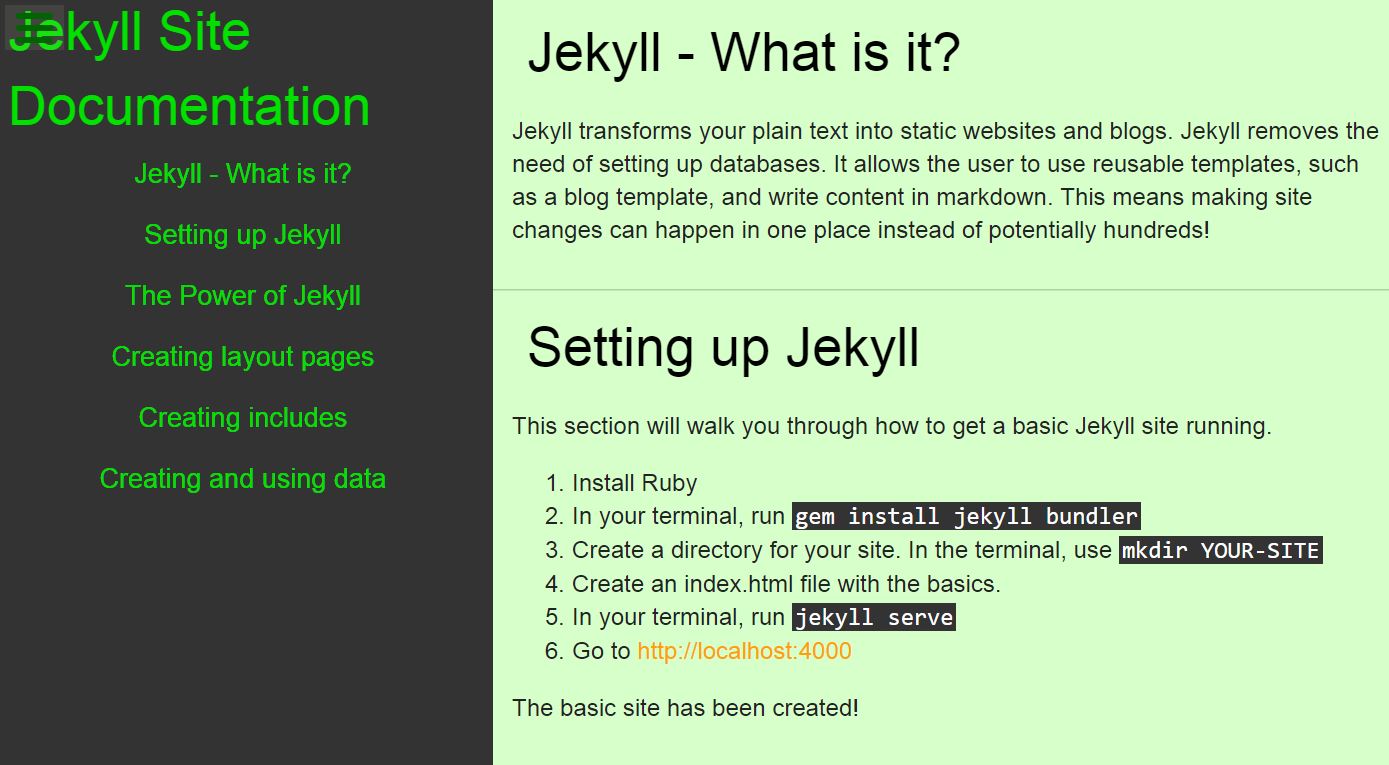 Jekyll Site
Documentation
Jekyll - What is it?
Setting up Jekyll
The Power of Jekyll
Creating layout pages
Creating includes
Creating and using data
Jekyll - What is it?
Jekyll transforms your plain text into static websites and blogs. Jekyll removes the
need of setting up databases. It allows the user to use reusable templates, such
as a blog template, and write content in markdown. This means making site
changes can happen in one place instead of potentially hundreds!
Setting up Jekyll
This section will walk you through how to get a basic Jekyll site running.
1. Install Ruby
2. In your terminal, run gem install jekyll bundler
3. Create a directory for your site. In the terminal, use mkdir YOUR-SITE
4. Create an index.html file with the basics.
5. In your terminal, run jekyll serve
6. Go to http://localhost:4000
The basic site has been created!